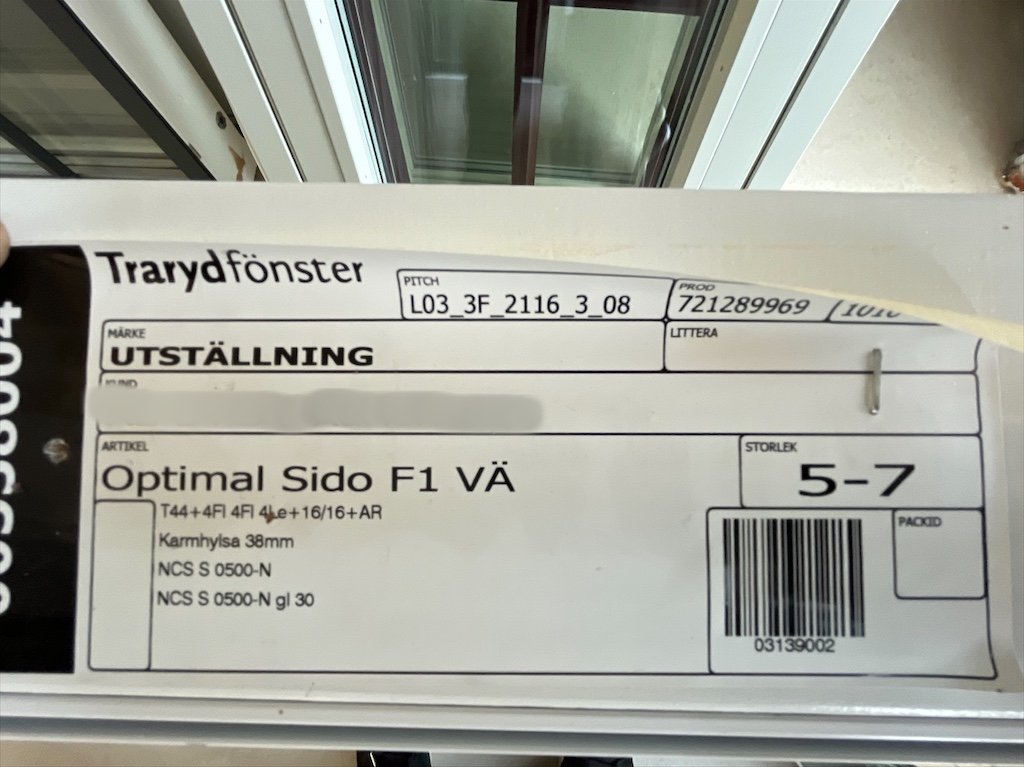 Trarydfönster
PITCH
L03_3F_2116_3_08
PROD
721289969
MÄRKE
UTSTÄLLNING
LITTERA
KUND
ARTIKEL
Optimal Sido F1 VÄ
STORLEK
5-7
T44+4Fl 4Fl 4Le+16/16+AR
Karmhylsa 38mm
NCS S 0500-N
NCS S 0500-N gl 30
PACKID
03139002